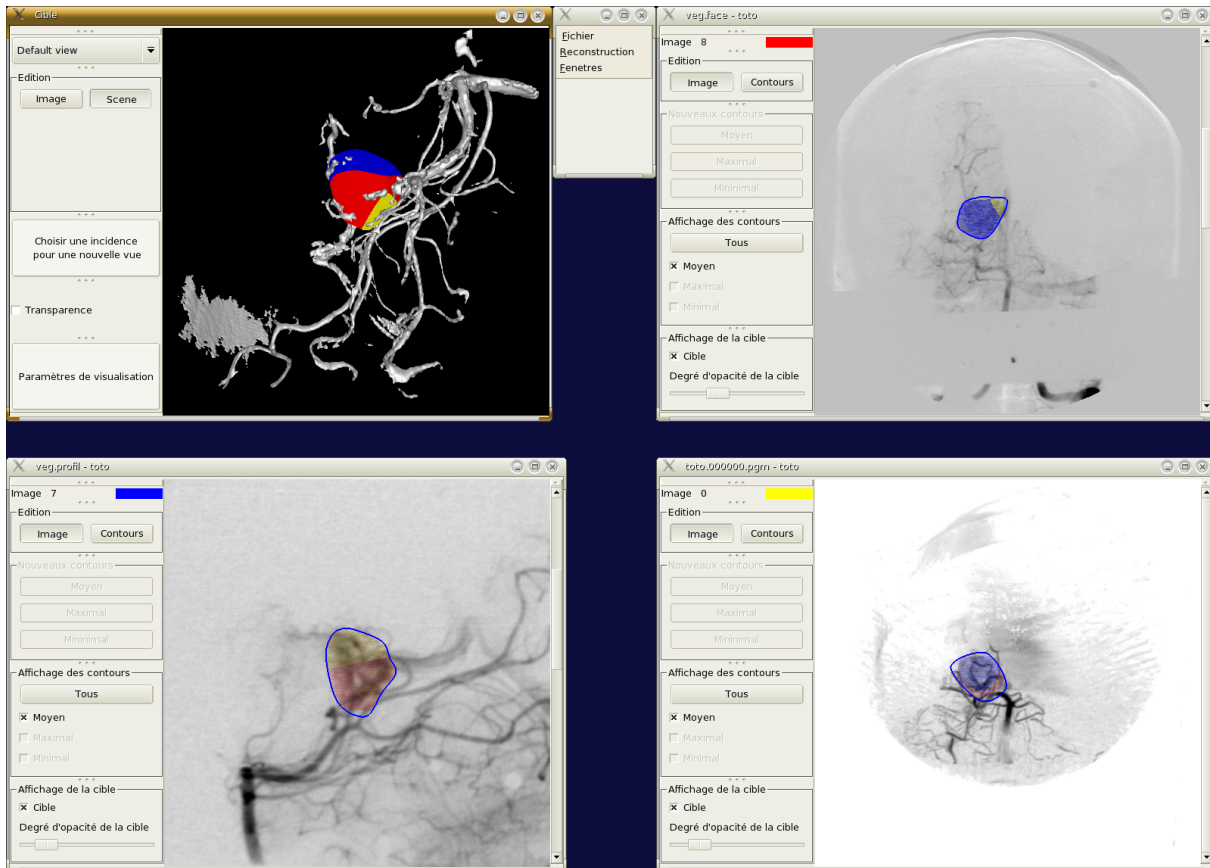 Cible
Default view
Edition
Image Scene
Choisir une incidence
pour une nouvelle vue
Transparence
Paramètres de visualisation
Fichier
Reconstruction
Fenetres
veg.face - toto
Image 8
Edition
Image Contours
Nouveaux contours
Moyen
Maximal
Mininimal
Affichage des contours
Tous
Moyen
Maximal
Minimal
Affichage de la cible
Cible
Degré d'opacité de la cible
veg.profil - toto
Image 7
Edition
Image Contours
Nouveaux contours
Moyen
Maximal
Mininimal
Affichage des contours
Tous
Moyen
Maximal
Minimal
Affichage de la cible
Cible
Degré d'opacité de la cible
toto.000000.pgm - toto
Image 0
Edition
Image Contours
Nouveaux contours
Moyen
Maximal
Mininimal
Affichage des contours
Tous
Moyen
Maximal
Minimal
Affichage de la cible
Cible
Degré d'opacité de la cible